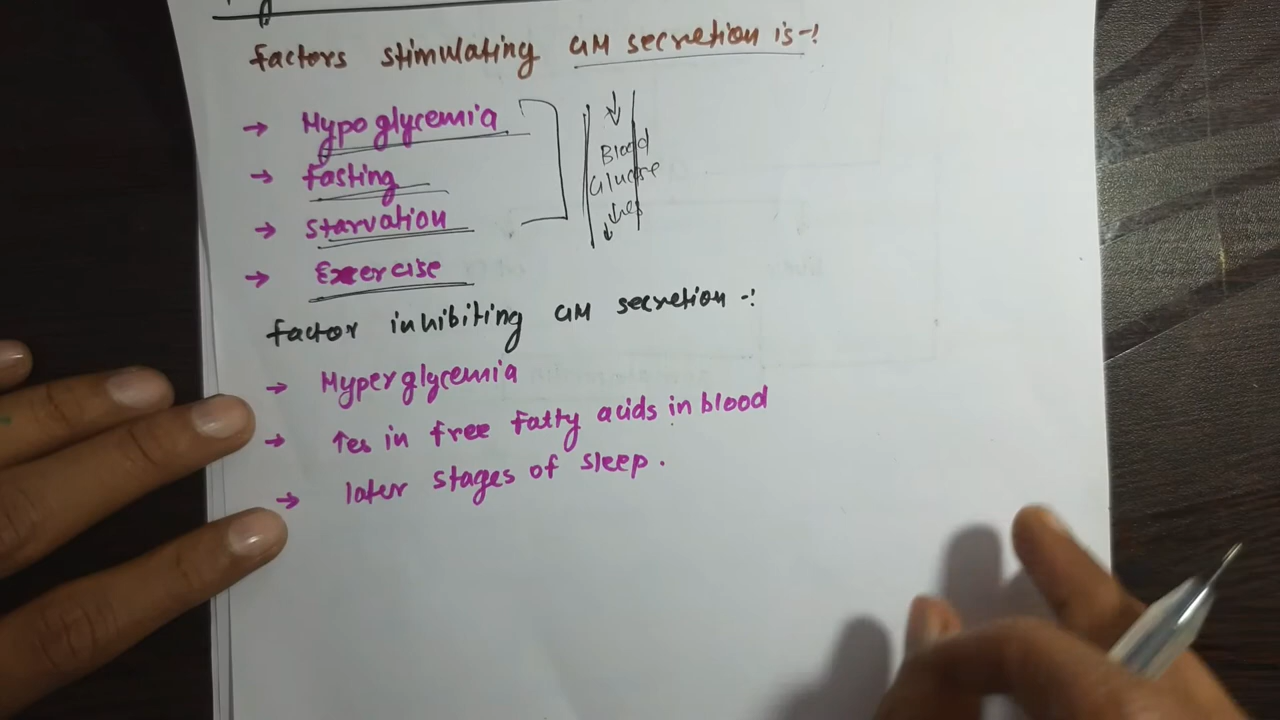 Factors stimulating GH secretion is -:
→ Hypoglycemia
→ Fasting
→ Starvation
→ Exercise
↓
Blood
Glucose
↓
Factor inhibiting GH secretion -:
→ Hyperglycemia
→ ↑es in free fatty acids in blood
→ later stages of sleep.